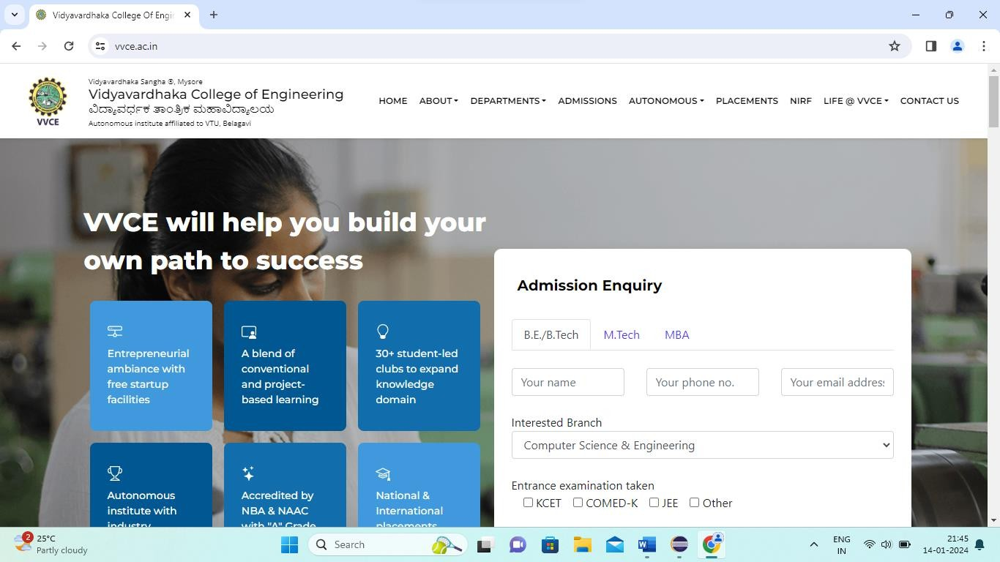 Vidyavardhaka College Of Engin
vvce.ac.in
VVCE
Vidyavardhaka Sangha ®, Mysore
Vidyavardhaka College of Engineering
ವಿದ್ಯಾವರ್ಧಕ ತಾಂತ್ರಿಕ ಮಹಾವಿದ್ಯಾಲಯ
Autonomous institute affiliated to VTU, Belagavi
HOME ABOUT DEPARTMENTS ADMISSIONS AUTONOMOUS PLACEMENTS NIRF LIFE @ VVCE CONTACT US
VVCE will help you build your
own path to success
Entrepreneurial
ambiance with
free startup
facilities
A blend of
conventional
and project-
based learning
30+ student-led
clubs to expand
knowledge
domain
Autonomous
institute with
industry
Accredited by
NBA & NAAC
with "A" Grade
National &
International
placements
Admission Enquiry
B.E./B.Tech M.Tech MBA
Your name Your phone no. Your email address
Interested Branch
Computer Science & Engineering
Entrance examination taken
KCET COMED-K JEE Other
2
25°C
Partly cloudy
Search
ENG
IN
21:45
14-01-2024